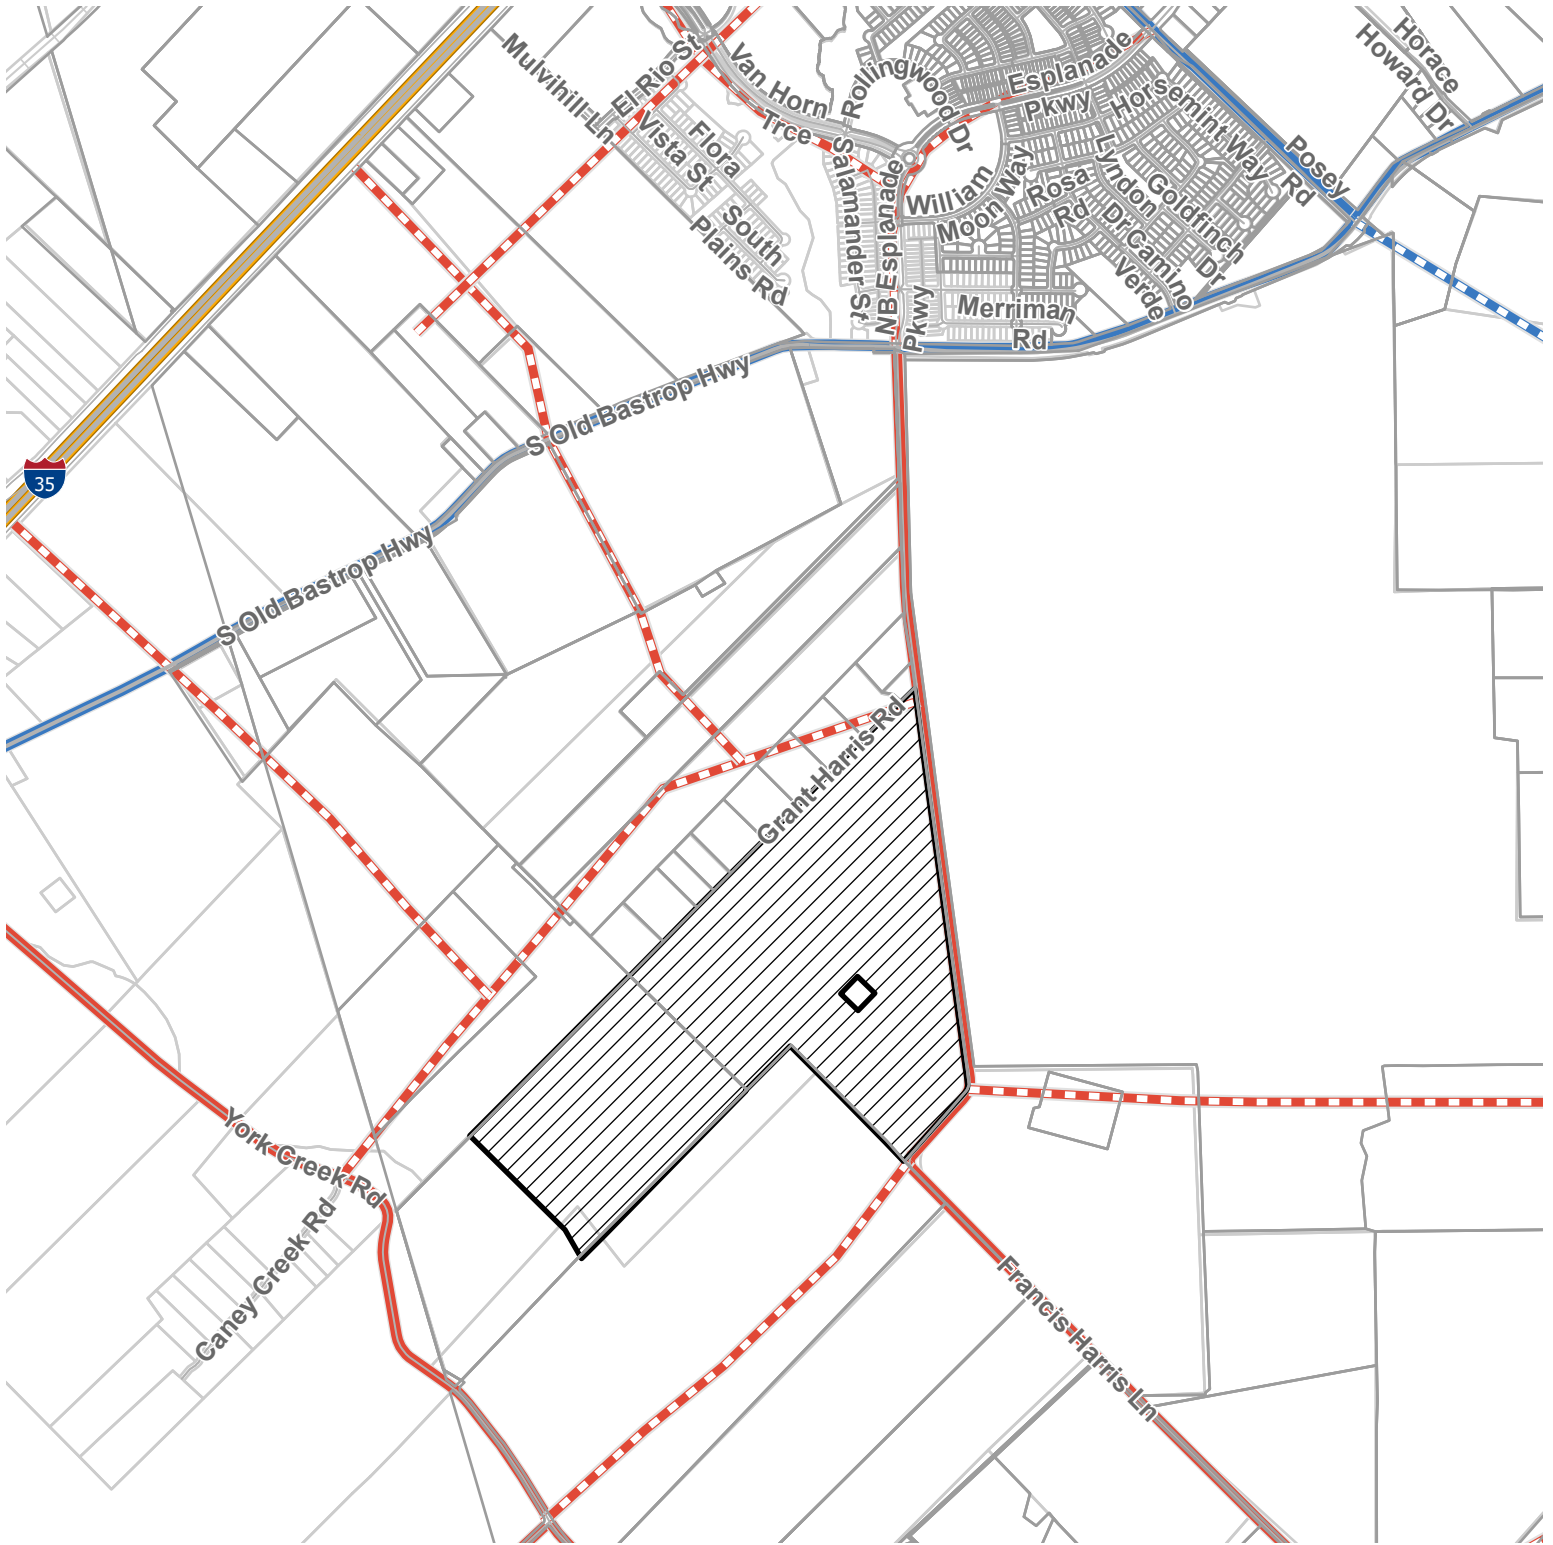 Mulvihill Ln
El Rio St
Van Horn
Trce
Rollingwood Dr
Esplanade
Pkwy
Horsemint Way
Horace
Howard Dr
Posey
Rd
Vista St
Flora
South
Plains Rd
Salamander St
NB Esplanade
Pkwy
William
Moon Way
Rosa
Rd
Lyndon
Dr
Goldfinch
Dr
Camino
Verde
Merriman
Rd
S Old Bastrop Hwy
35
S Old Bastrop Hwy
Grant Harris Rd
York Creek Rd
Caney Creek Rd
Francis Harris Ln